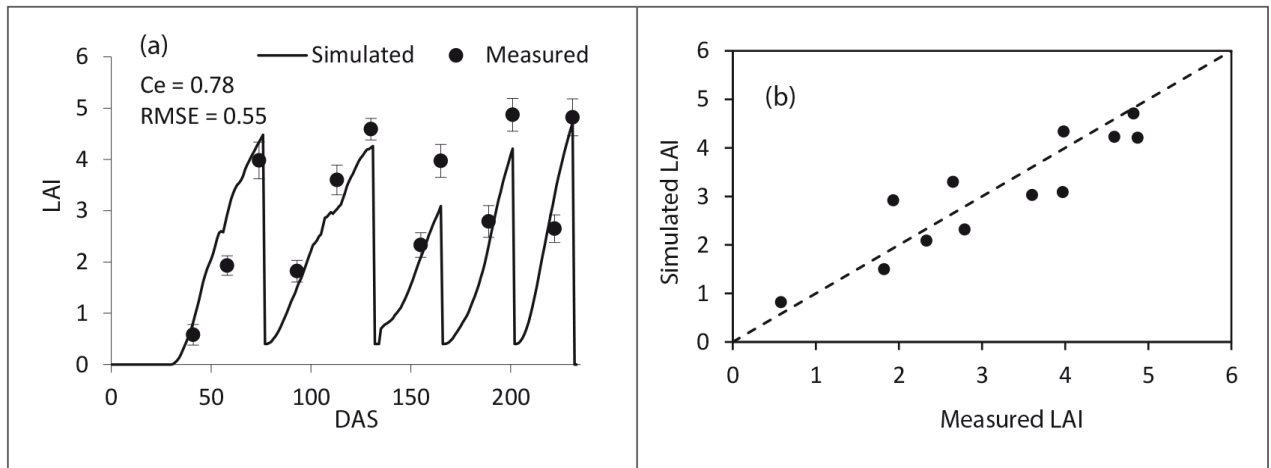 (a)
Simulated
Measured
Ce = 0.78
RMSE = 0.55
6
5
4
3
2
1
0
LAI
0
50
100
150
200
DAS
(b)
6
5
4
3
2
1
0
Simulated LAI
0
1
2
3
4
5
6
Measured LAI